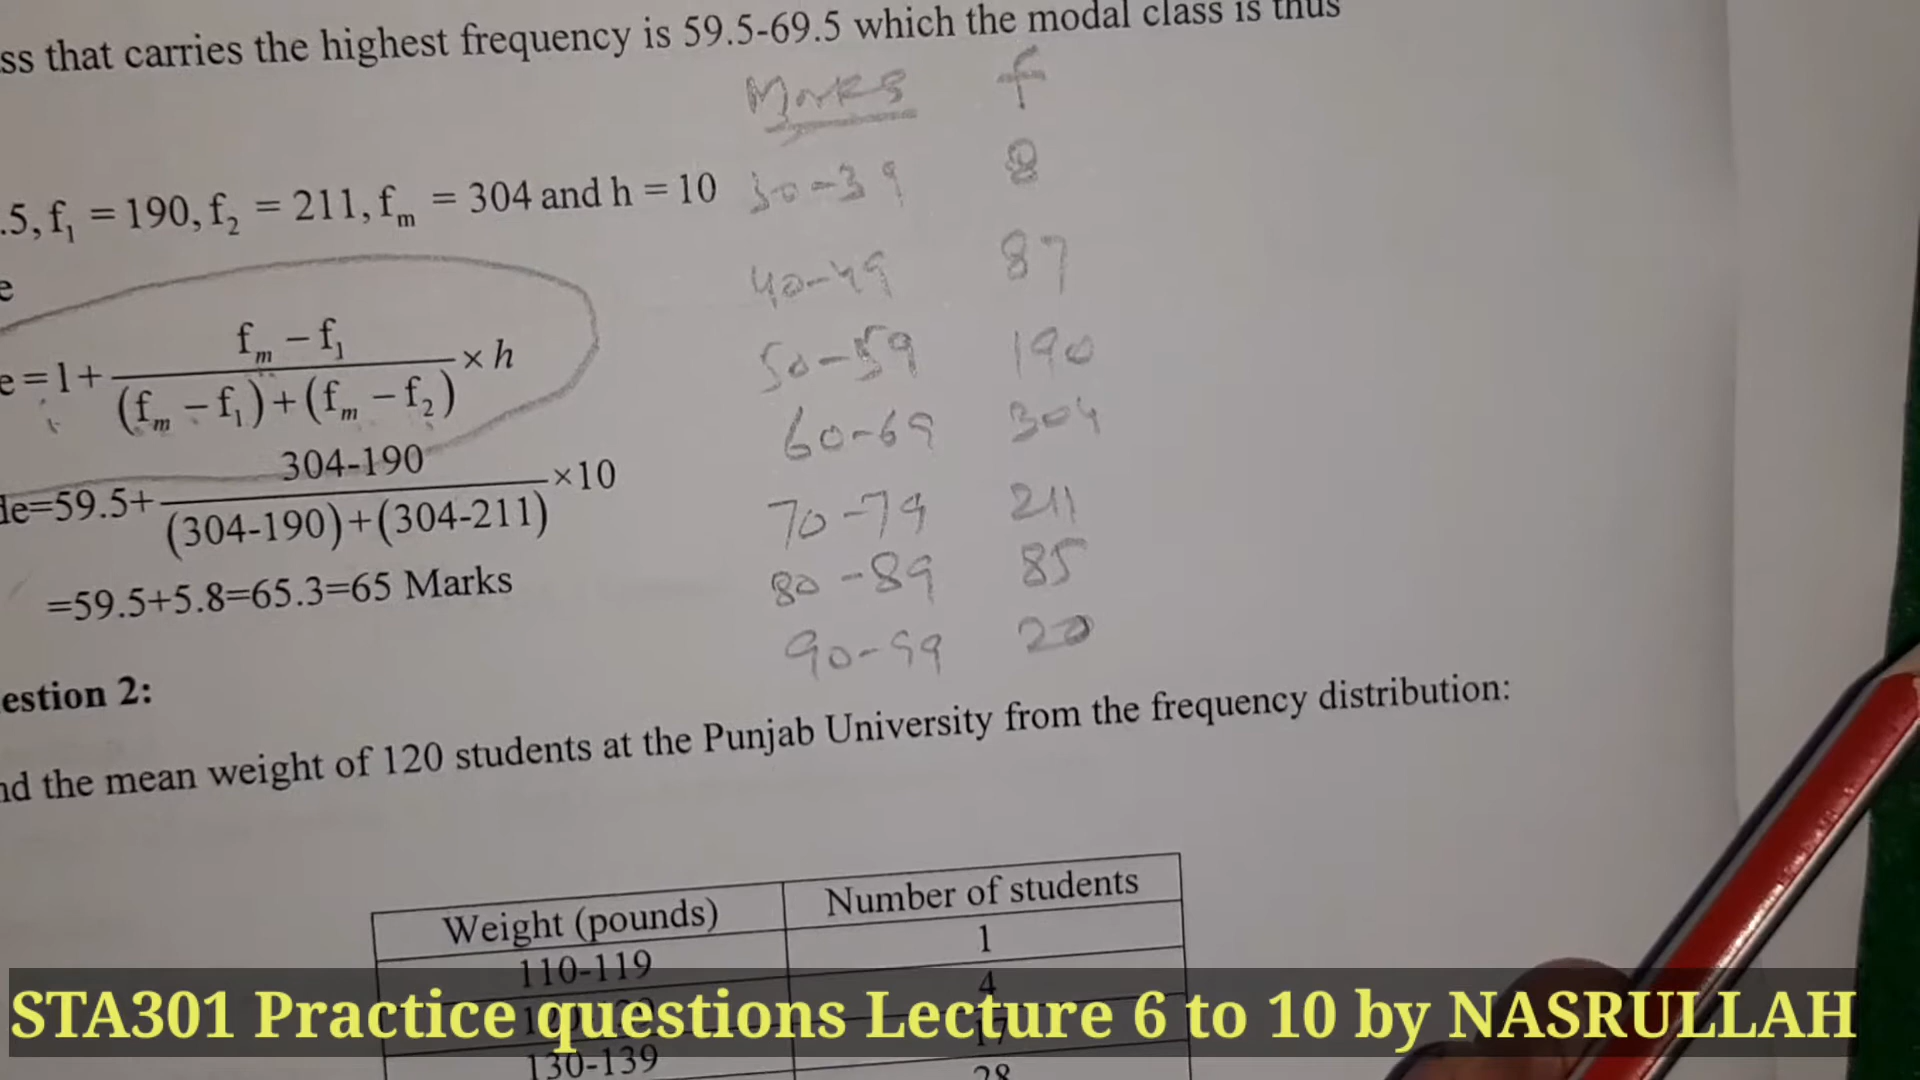 ss that carries the highest frequency is 59.5-69.5 which the modal class is thus
Marks f
.5, f₁ = 190, f₂ = 211, fₘ = 304 and h = 10
30-39 8
e
40-49 87
e = l + (fₘ - f₁) / ((fₘ - f₁) + (fₘ - f₂)) × h
50-59 190
60-69 304
de=59.5+ (304-190) / ((304-190)+(304-211)) ×10
70-79 211
=59.5+5.8=65.3=65 Marks
80-89 85
90-99 20
estion 2:
nd the mean weight of 120 students at the Punjab University from the frequency distribution:
Weight (pounds) Number of students
110-119 1
4
17
130-139 28
STA301 Practice questions Lecture 6 to 10 by NASRULLAH